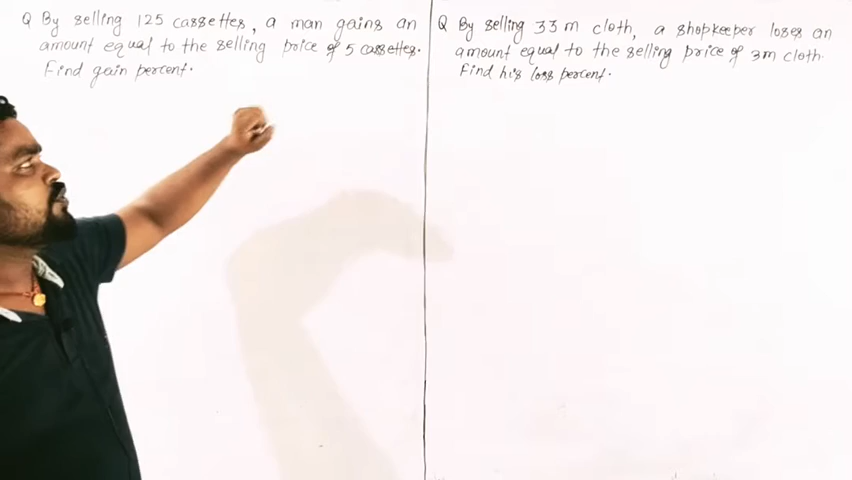 Q By selling 125 cassettes, a man gains an
amount equal to the selling price of 5 cassettes.
Find gain percent.
Q By selling 33m cloth, a shopkeeper loses an
amount equal to the selling price of 3m cloth.
Find his loss percent.